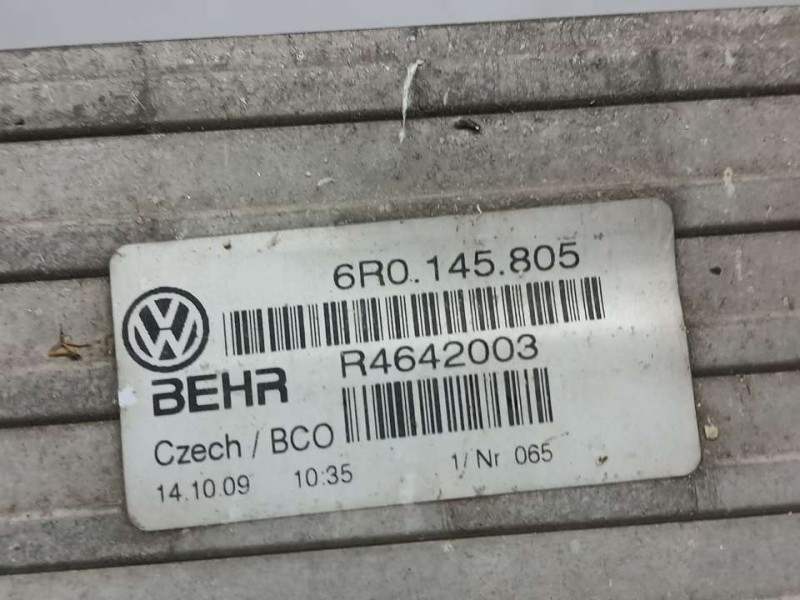 6R0.145.805
R4642003
BEHR
Czech / BCO
14.10.09 10:35 1/ Nr 065